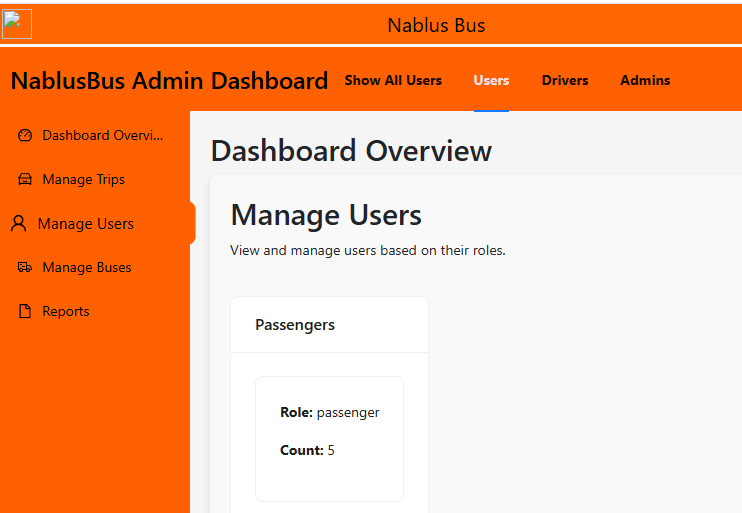 Nablus Bus
NablusBus Admin Dashboard Show All Users Users Drivers Admins
Dashboard Overvi...
Manage Trips
Manage Users
Manage Buses
Reports
Dashboard Overview
Manage Users
View and manage users based on their roles.
Passengers
Role: passenger
Count: 5